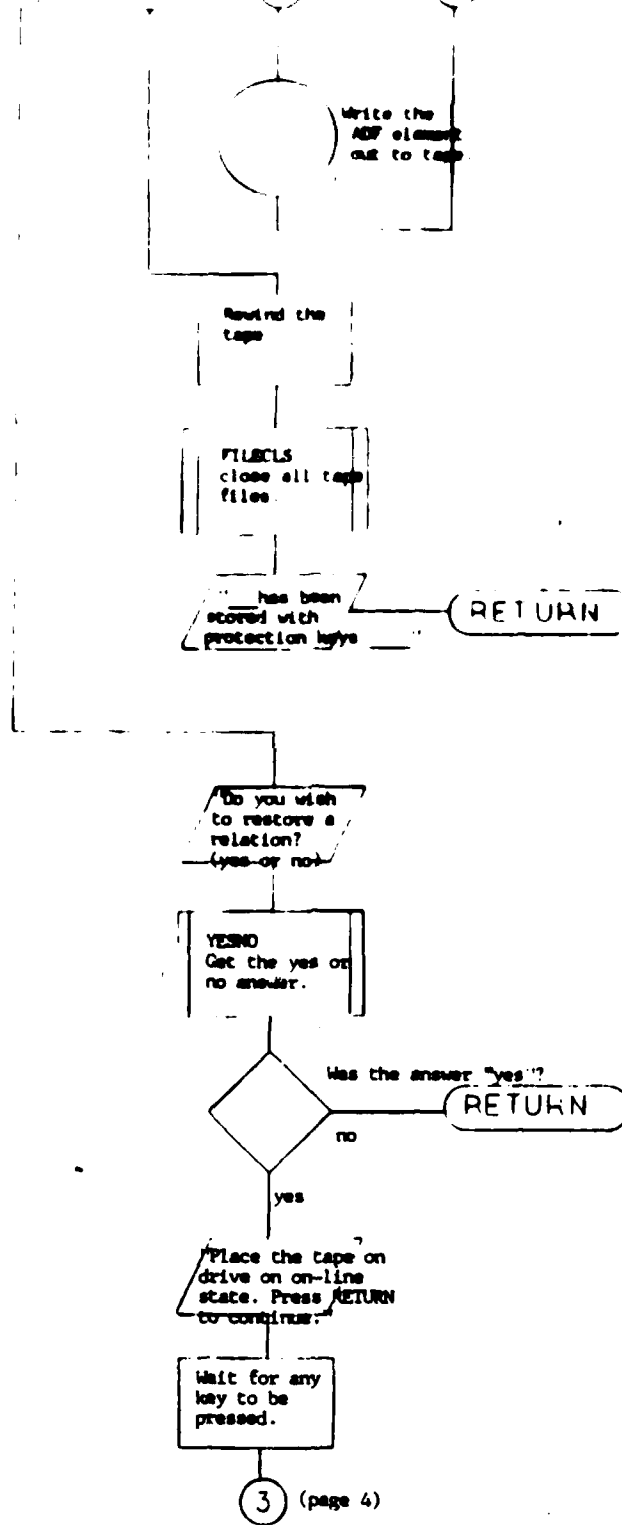 Write the
ADF element
out to tape
Rewind the
tape
FILECLS
close all tape
files.
"__has been
stored with
protection keys
__"
RETURN
"Do you wish
to restore a
relation?
(yes or no)
YESNO
Get the yes or
no answer.
Was the answer "yes"?
RETURN
no
yes
"Place the tape on
drive on on-line
state. Press RETURN
to continue."
Wait for any
key to be
pressed.
3 (page 4)